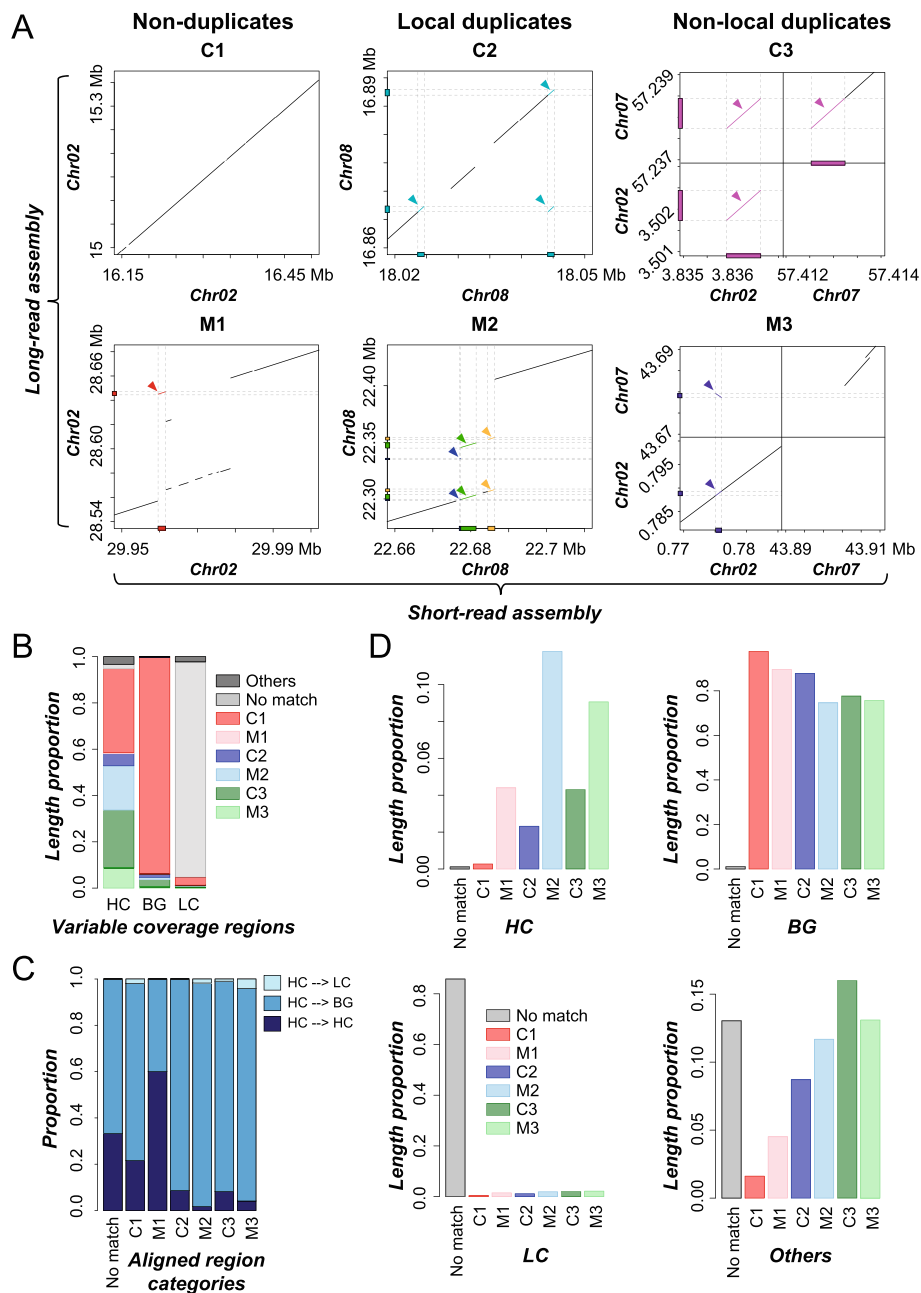 A
Non-duplicates
Local duplicates
Non-local duplicates
C1
C2
C3
Long-read assembly
Chr02
15
15.3 Mb
16.15
16.45 Mb
Chr02
Chr08
16.86
16.89 Mb
18.02
18.05
Chr08
Chr07
57.239
57.237
Chr02
3.502
3.501
3.835
3.836
57.412
57.414
Chr02
Chr07
M1
M2
M3
Chr02
28.54
28.60
28.66 Mb
29.95
29.99 Mb
Chr02
Chr08
22.30
22.35
22.40 Mb
22.66
22.68
22.7 Mb
Chr08
Chr07
43.69
43.67
Chr02
0.795
0.785
0.77
0.78
43.89
43.91 Mb
Chr02
Chr07
Short-read assembly
B
Length proportion
0.0
0.2
0.4
0.6
0.8
1.0
HC
BG
LC
Variable coverage regions
Others
No match
C1
M1
C2
M2
C3
M3
C
Proportion
0.0
0.2
0.4
0.6
0.8
1.0
No match
C1
M1
C2
M2
C3
M3
Aligned region
categories
HC --> LC
HC --> BG
HC --> HC
D
Length proportion
0.00
0.06
0.10
No match
C1
M1
C2
M2
C3
M3
HC
Length proportion
0.0
0.2
0.4
0.6
0.8
No match
C1
M1
C2
M2
C3
M3
BG
Length proportion
0.0
0.2
0.4
0.6
0.8
No match
C1
M1
C2
M2
C3
M3
No match
C1
M1
C2
M2
C3
M3
LC
Length proportion
0.00
0.05
0.10
0.15
No match
C1
M1
C2
M2
C3
M3
Others